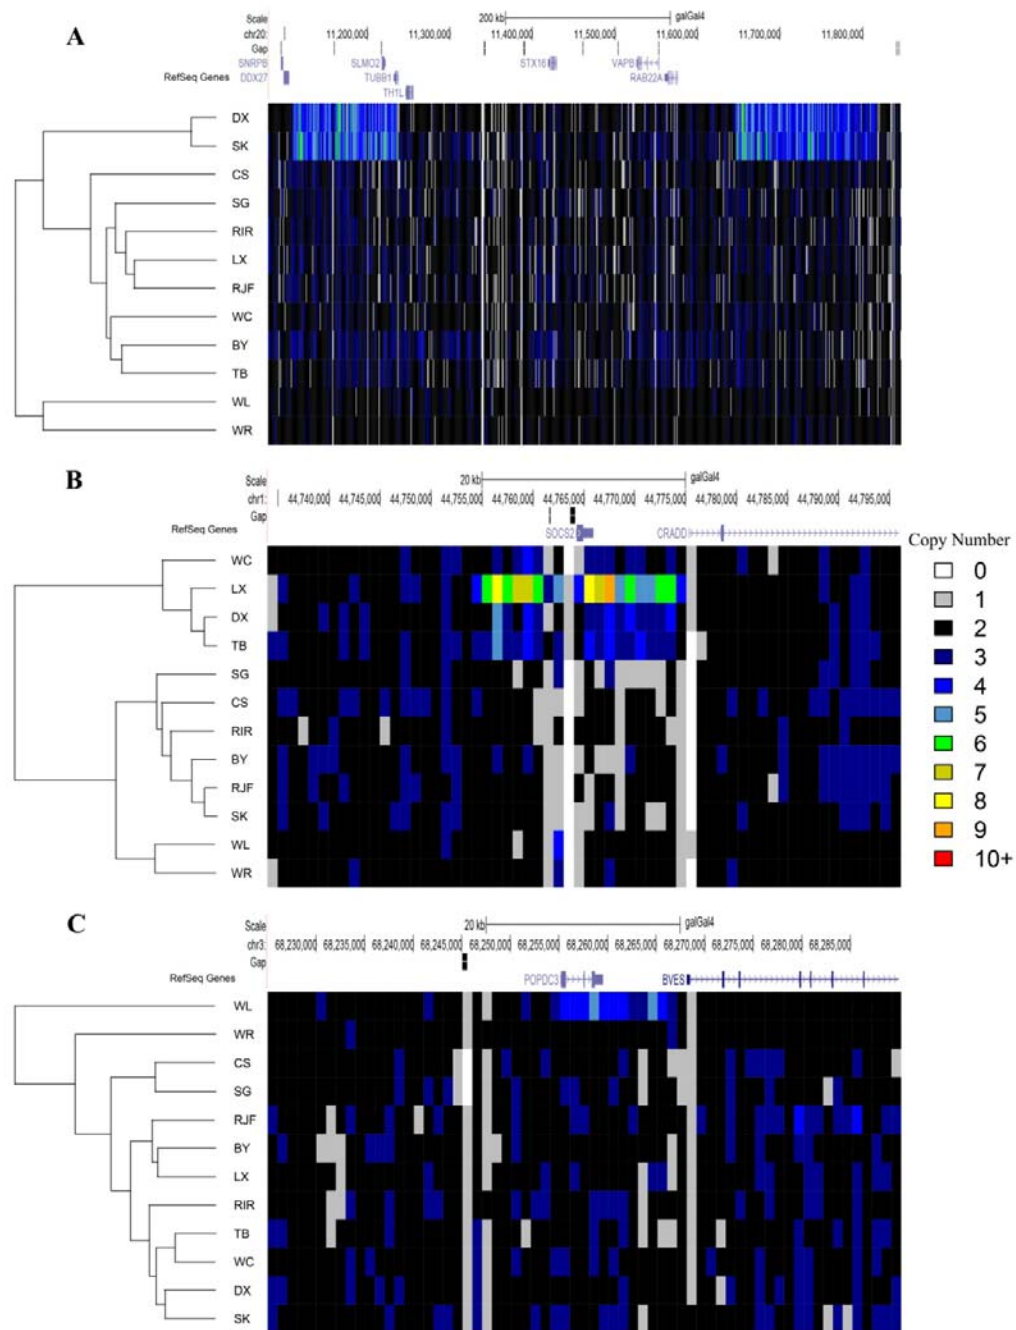 A
Scale 200 kb galGal4
chr20: 11,200,000 11,300,000 11,400,000 11,500,000 11,600,000 11,700,000 11,800,000
Gap
SNRPB SLMO2 STX16 VAPB
RefSeq Genes DDX27 TUBB1 RAB22A
TH1L
DX
SK
CS
SG
RIR
LX
RJF
WC
BY
TB
WL
WR
B
Scale 20 kb galGal4
chr1: 44,740,000 44,745,000 44,750,000 44,755,000 44,760,000 44,765,000 44,770,000 44,775,000 44,780,000 44,785,000 44,790,000 44,795,000
Gap
RefSeq Genes SOCS2 CRADD
WC
LX
DX
TB
SG
CS
RIR
BY
RJF
SK
WL
WR
Copy Number
0
1
2
3
4
5
6
7
8
9
10+
C
Scale 20 kb galGal4
chr3: 68,230,000 68,235,000 68,240,000 68,245,000 68,250,000 68,255,000 68,260,000 68,265,000 68,270,000 68,275,000 68,280,000 68,285,000
Gap
RefSeq Genes POPDC3 BVES
WL
WR
CS
SG
RJF
BY
LX
RIR
TB
WC
DX
SK